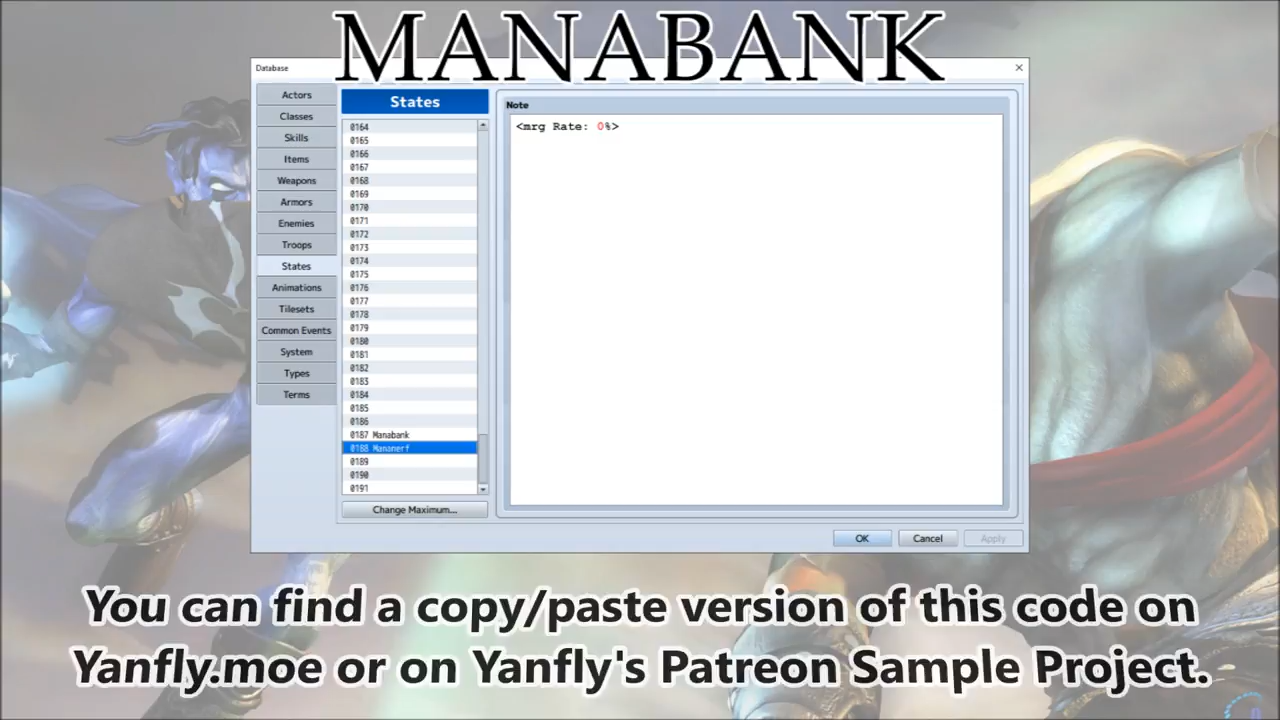 MANABANK
Database
Actors
Classes
Skills
Items
Weapons
Armors
Enemies
Troops
States
Animations
Tilesets
Common Events
System
Types
Terms
States
0164
0165
0166
0167
0168
0169
0170
0171
0172
0173
0174
0175
0176
0177
0178
0179
0180
0181
0182
0183
0184
0185
0186
0187 Manabank
0188 Mananerf
0189
0190
0191
Change Maximum...
Note
<mrg Rate: 0%>
OK
Cancel
Apply
You can find a copy/paste version of this code on
Yanfly.moe or on Yanfly's Patreon Sample Project.